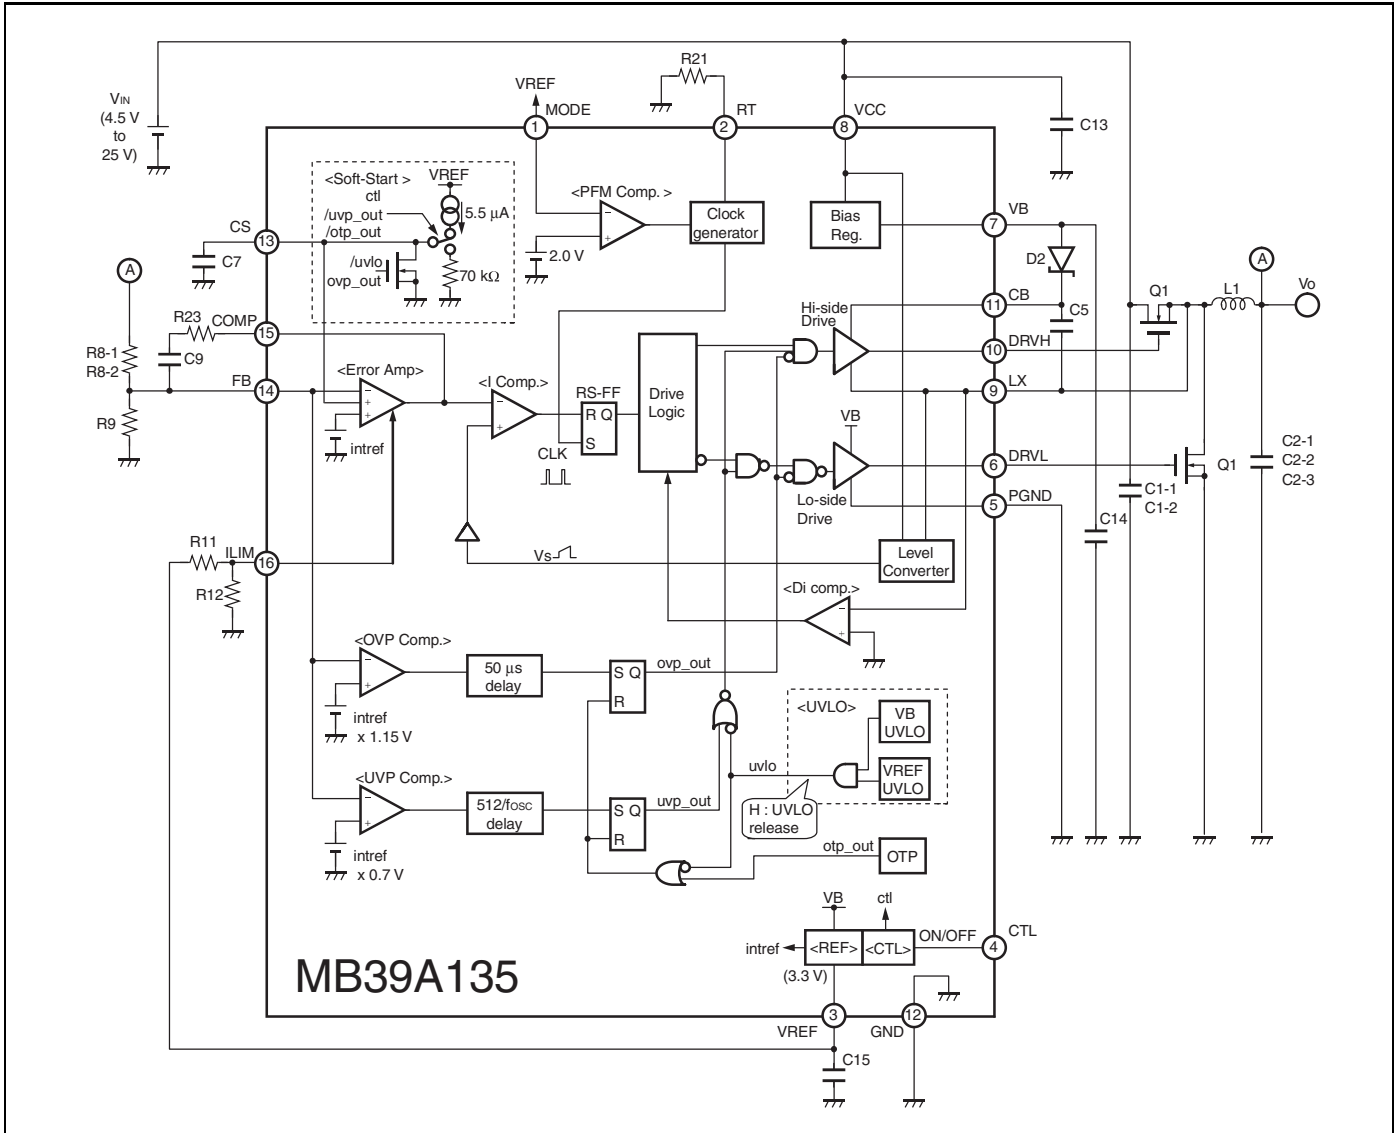 R21
VREF
MODE
RT
VCC
VIN
(4.5 V
to
25 V)
1
2
8
C13
<Soft-Start >
ctl
/uvp_out
/otp_out
VREF
5.5 μA
/uvlo
ovp_out
70 kΩ
<PFM Comp. >
−
+
2.0 V
Clock
generator
Bias
Reg.
7
VB
CS
13
C7
A
D2
A
Vo
L1
Q1
11
CB
C5
R23
COMP
15
C9
R8-1
R8-2
Hi-side
Drive
10
DRVH
FB
14
<Error Amp>
−
+
+
intref
R9
<I Comp.>
−
+
RS-FF
R Q
S
CLK
Drive
Logic
9
LX
VB
6
DRVL
Q1
C2-1
C2-2
C2-3
Lo-side
Drive
5
PGND
C1-1
C1-2
C14
R11
ILIM
16
R12
Vs
Level
Converter
<Di comp.>
−
+
<OVP Comp.>
−
+
intref
x 1.15 V
50 μs
delay
S Q
R
ovp_out
<UVLO>
VB
UVLO
VREF
UVLO
uvlo
H : UVLO
release
<UVP Comp.>
−
+
intref
x 0.7 V
512/fOSC
delay
S Q
R
uvp_out
otp_out
OTP
VB
ctl
intref
<REF>
<CTL>
ON/OFF
4
CTL
(3.3 V)
MB39A135
3
12
VREF
GND
C15